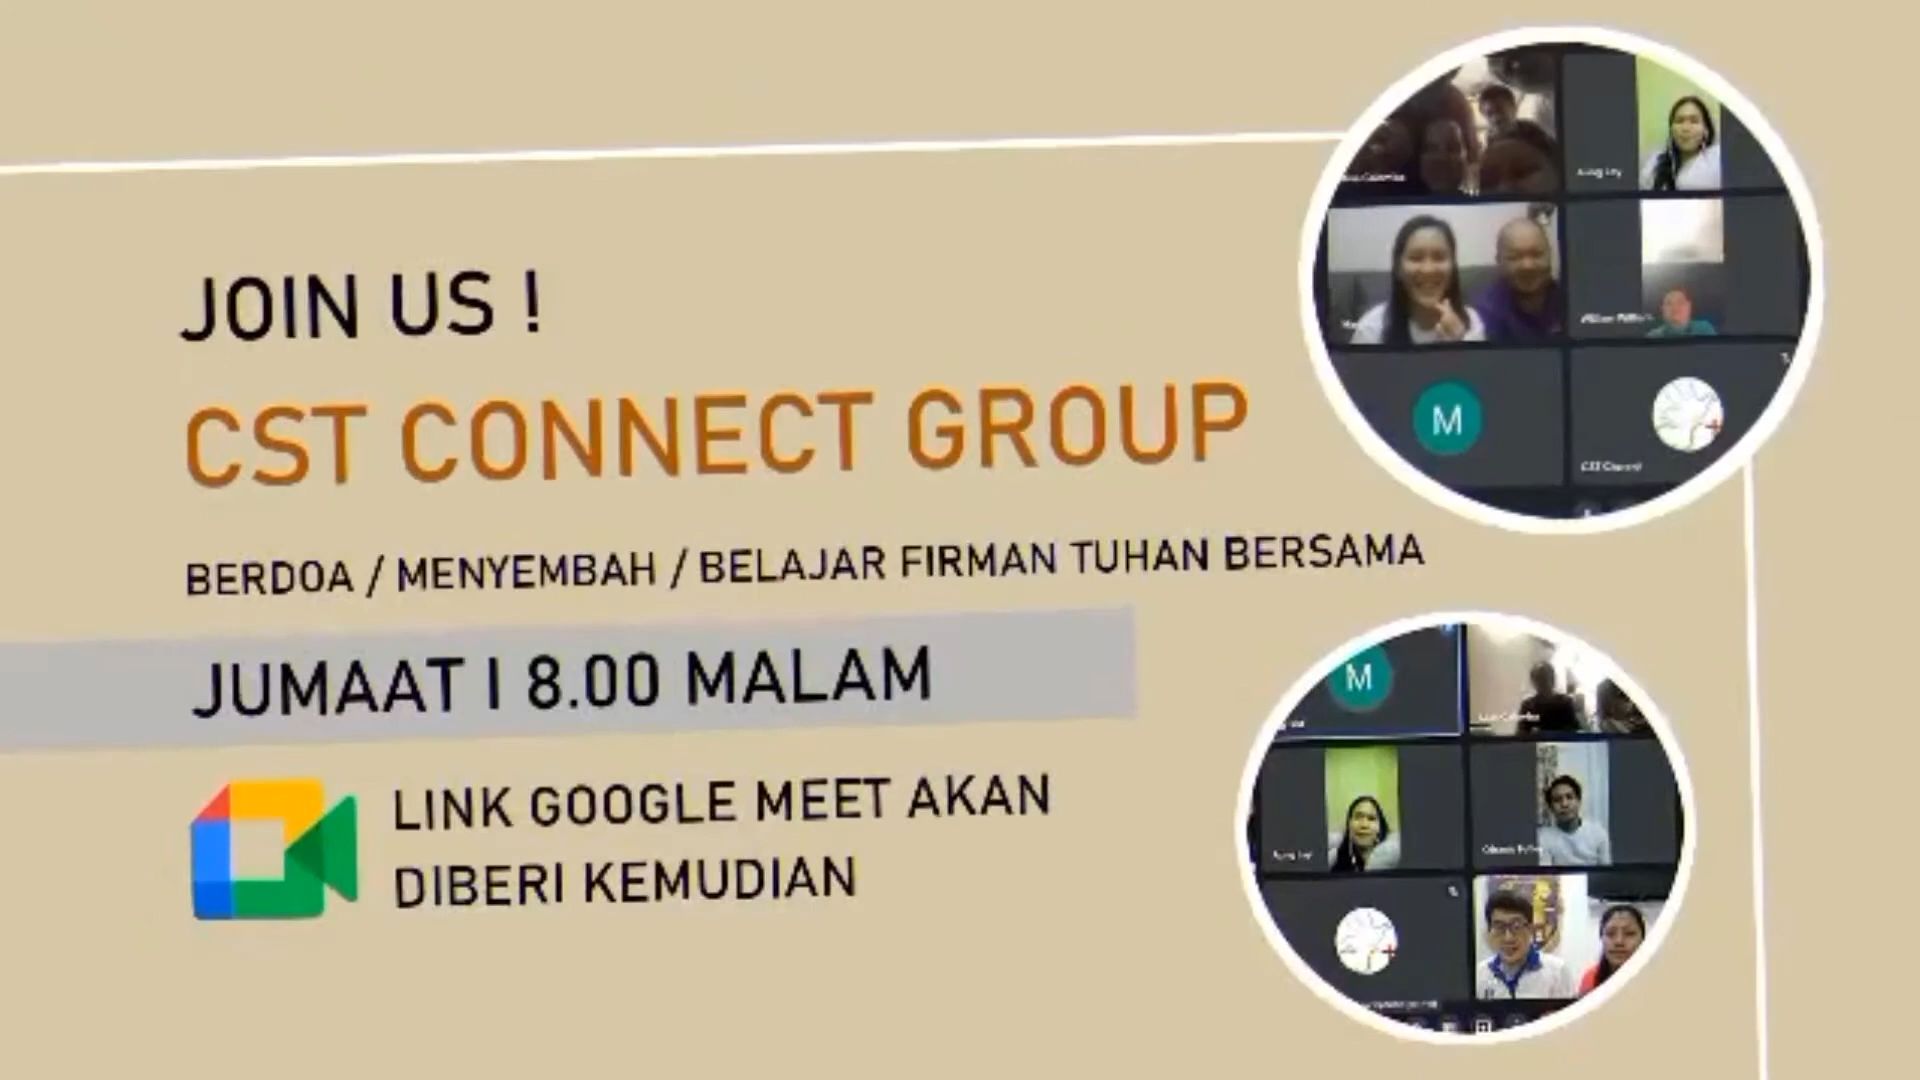 JOIN US !
CST CONNECT GROUP
BERDOA / MENYEMBAH / BELAJAR FIRMAN TUHAN BERSAMA
JUMAAT I 8.00 MALAM
LINK GOOGLE MEET AKAN
DIBERI KEMUDIAN
M
M